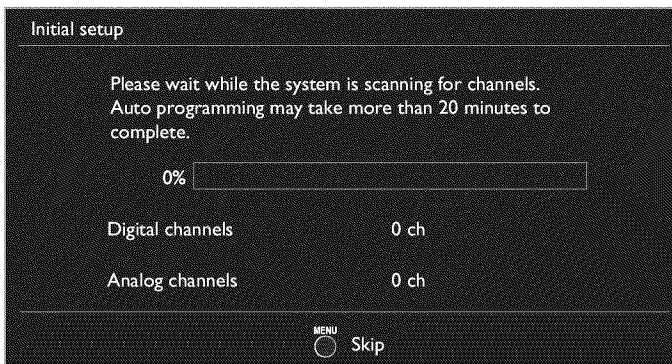 Initial setup
Please wait while the system is scanning for channels.
Auto programming may take more than 20 minutes to
complete.
0%
Digital channels 0 ch
Analog channels 0 ch
MENU
Skip